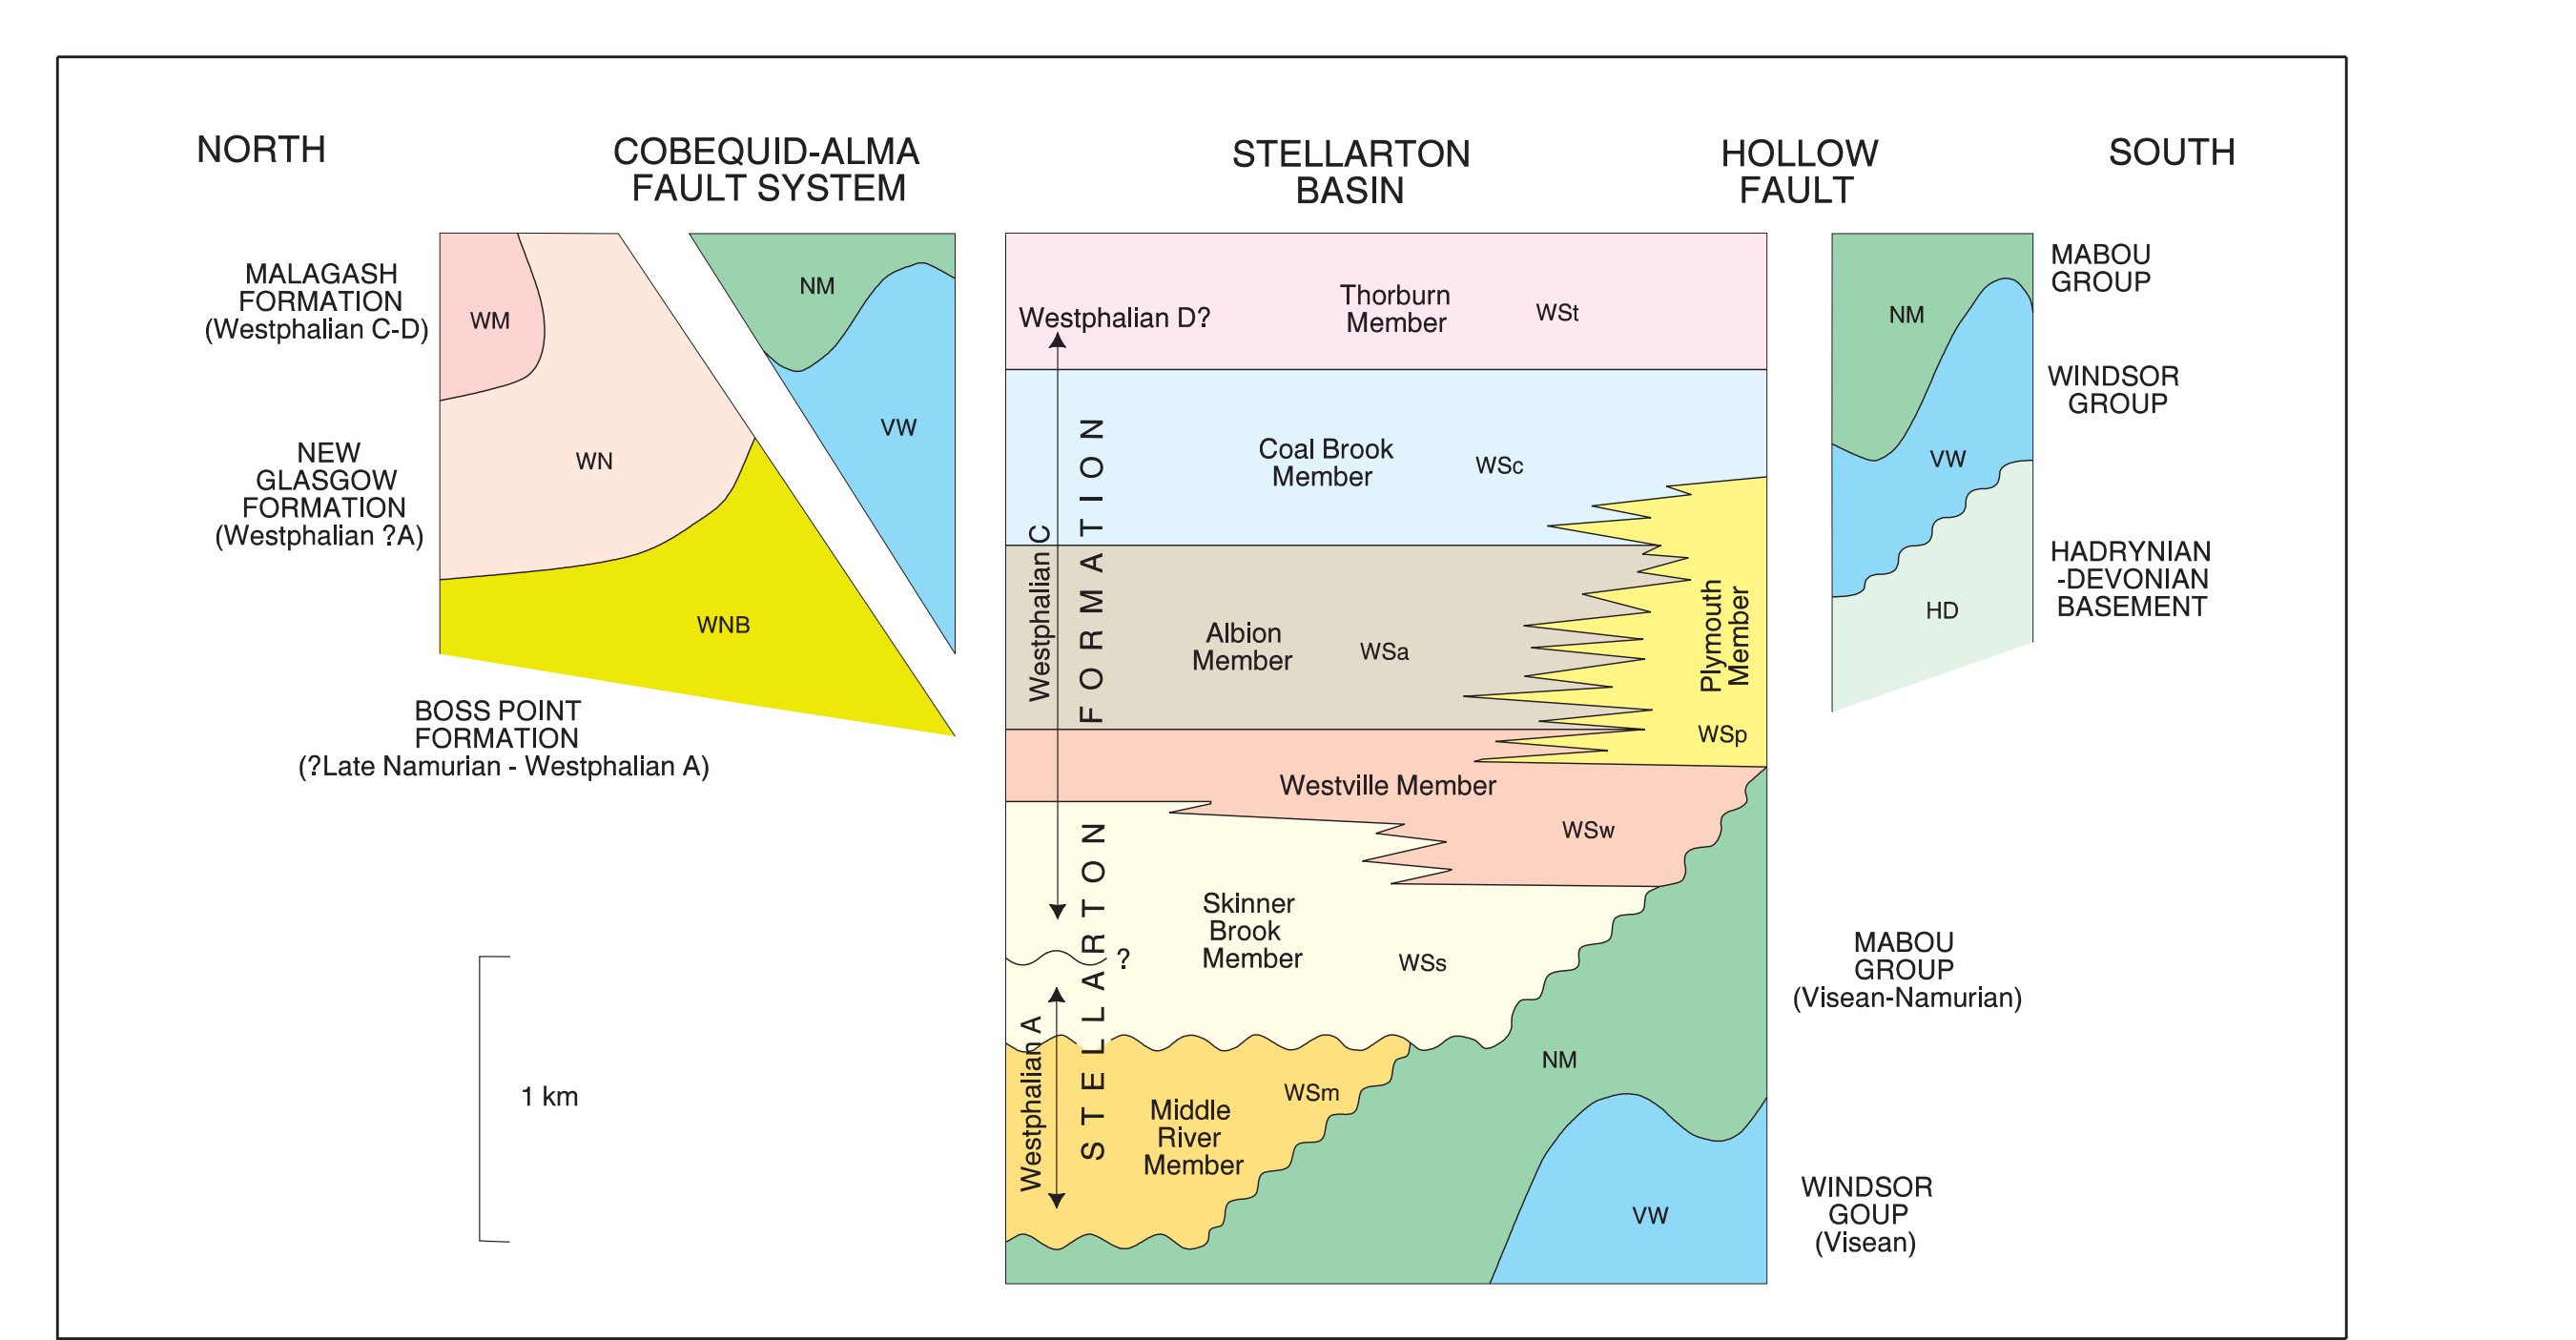 NORTH
COBEQUID-ALMA
FAULT SYSTEM
STELLARTON
BASIN
HOLLOW
FAULT
SOUTH
MALAGASH
FORMATION
(Westphalian C-D)
NEW
GLASGOW
FORMATION
(Westphalian ?A)
BOSS POINT
FORMATION
(?Late Namurian - Westphalian A)
WM
WN
WNB
NM
VW
Westphalian D?
Thorburn
Member
WSt
Coal Brook
Member
WSc
Westphalian C
FORMATION
Albion
Member
WSa
Plymouth
Member
WSp
Westville Member
WSw
Skinner
Brook
Member
WSs
?
STELLARTON
Westphalian A
Middle
River
Member
WSm
NM
VW
NM
VW
HD
MABOU
GROUP
WINDSOR
GROUP
HADRYNIAN
-DEVONIAN
BASEMENT
MABOU
GROUP
(Visean-Namurian)
WINDSOR
GOUP
(Visean)
1 km